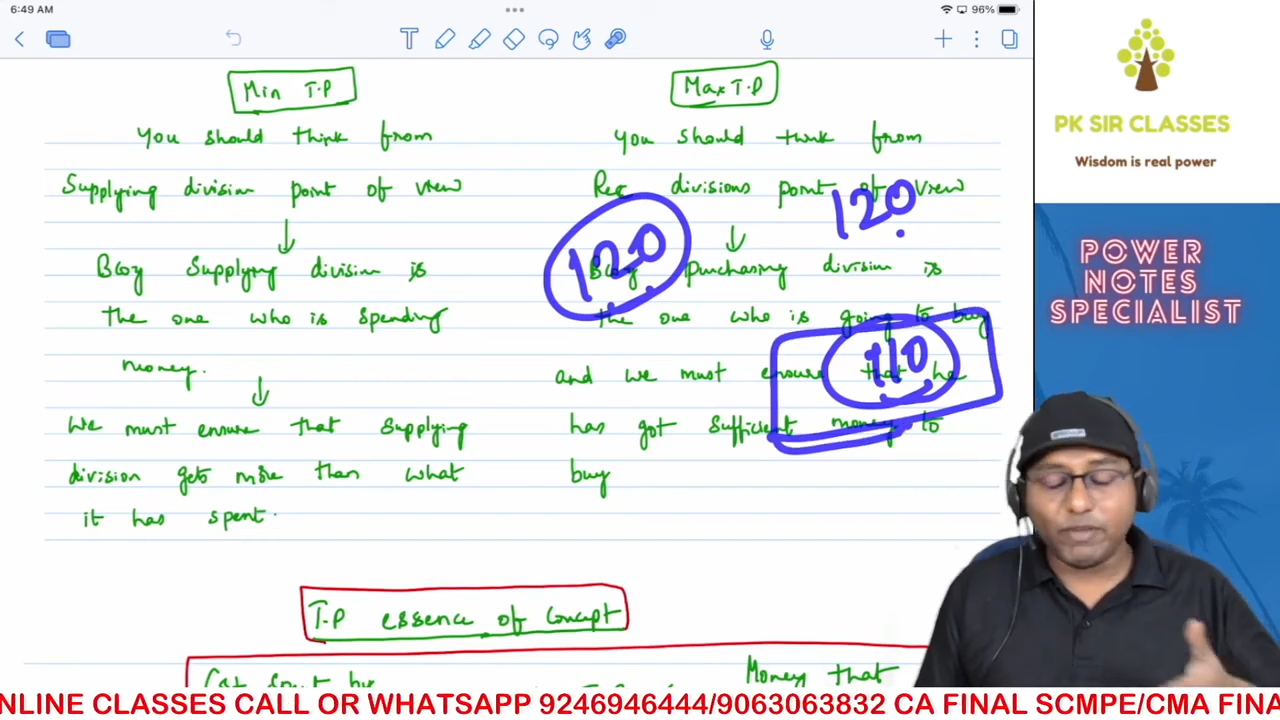 6:49 AM
96%
Min T.P
You should think from
Supplying division point of view
Bcoz Supplying division is
the one who is spending
money.
We must ensure that supplying
division gets more than what
it has spent.
Max T.P
You should think from
Rec divisions point of view
120
120
Bcoz purchasing division is
the one who is going to buy
110
and we must ensure that he
has got sufficient money to
buy
T.P essence of concept
Cost spent by
Money that
PK SIR CLASSES
Wisdom is real power
POWER
NOTES
SPECIALIST
NLINE CLASSES CALL OR WHATSAPP 9246946444/9063063832 CA FINAL SCMPE/CMA FINA